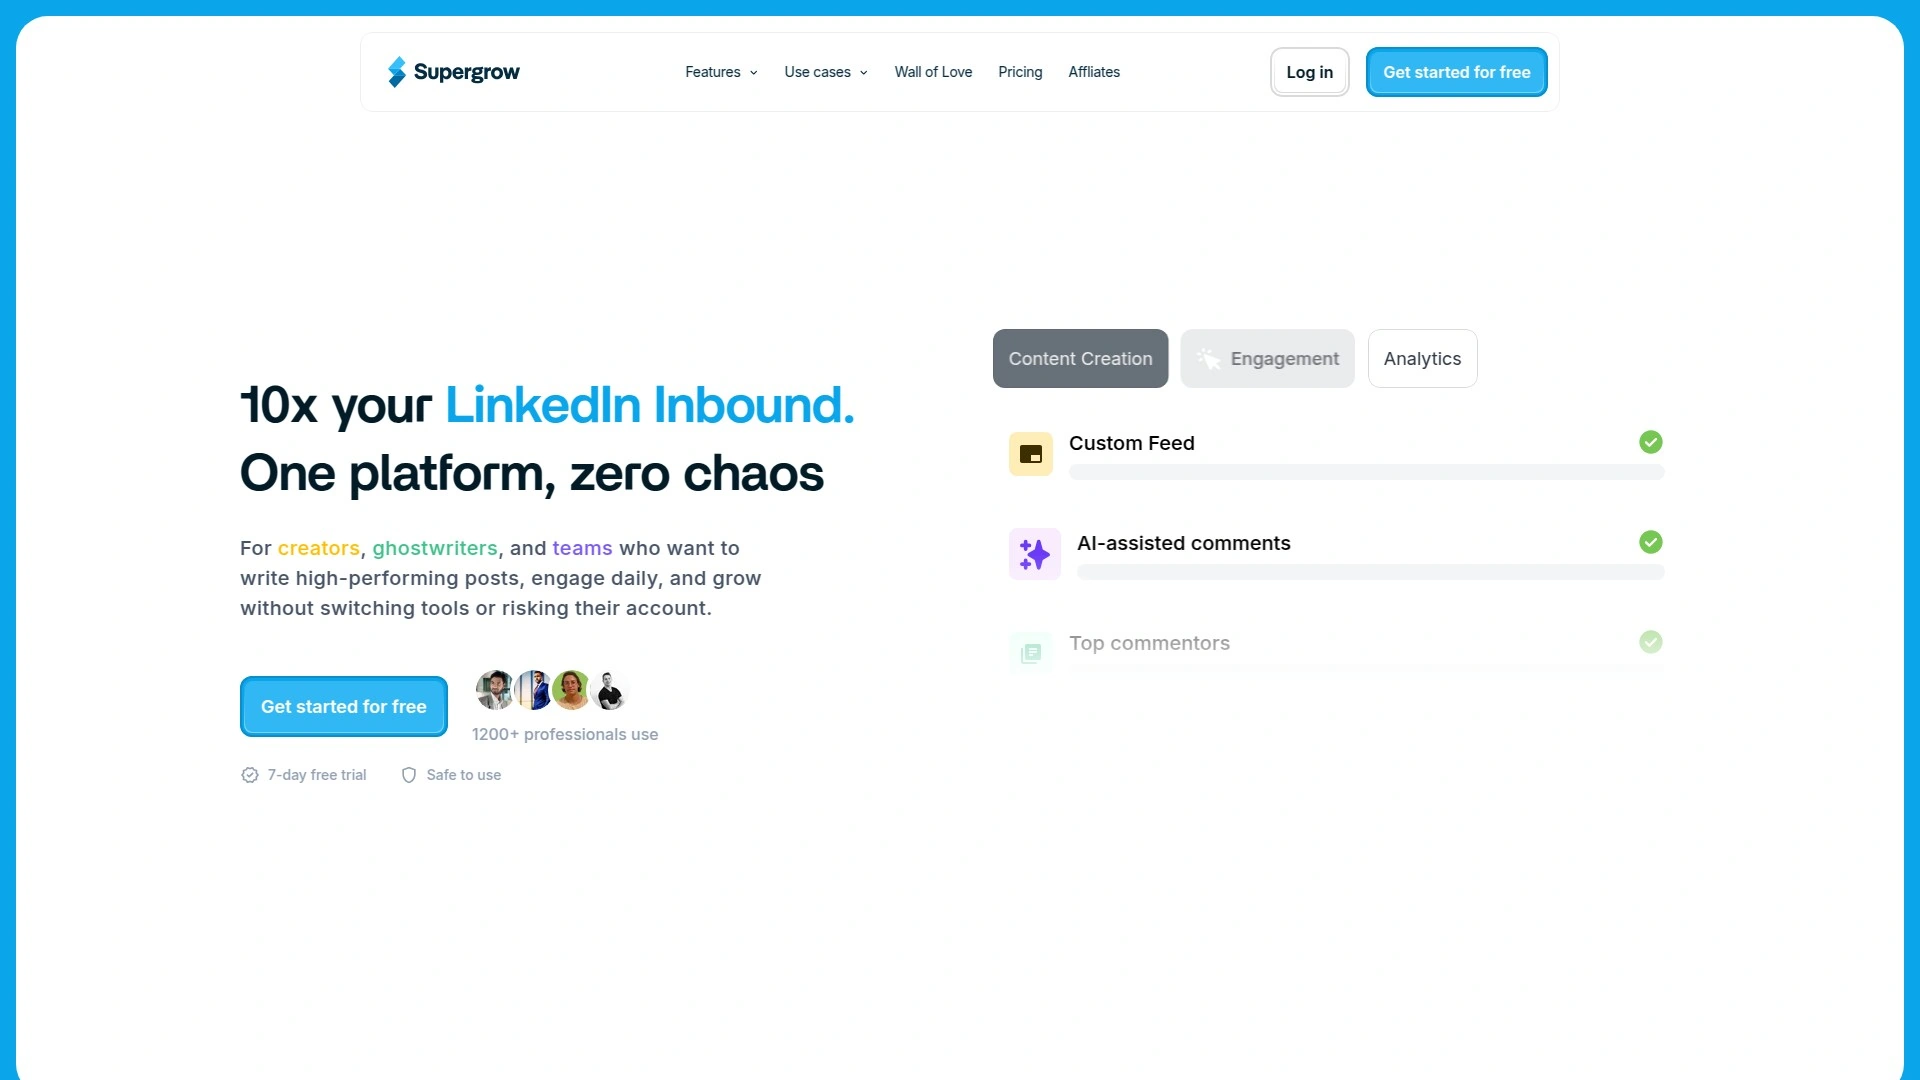 Supergrow
Features
Use cases
Wall of Love
Pricing
Affliates
Log in
Get started for free
10x your LinkedIn Inbound.
One platform, zero chaos
For creators, ghostwriters, and teams who want to
write high-performing posts, engage daily, and grow
without switching tools or risking their account.
Get started for free
1200+ professionals use
7-day free trial
Safe to use
Content Creation
Engagement
Analytics
Custom Feed
AI-assisted comments
Top commentors